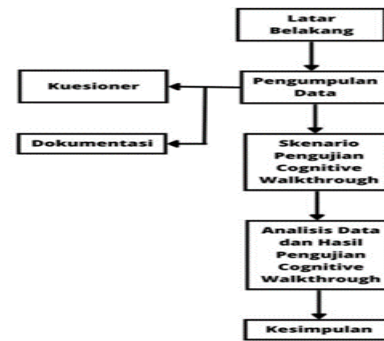 Latar
Belakang
Kuesioner
Pengumpulan
Data
Dokumentasi
Skenario
Pengujian
Cognitive
Walkthrough
Analisis Data
dan Hasil
Pengujian
Cognitive
Walkthrough
Kesimpulan